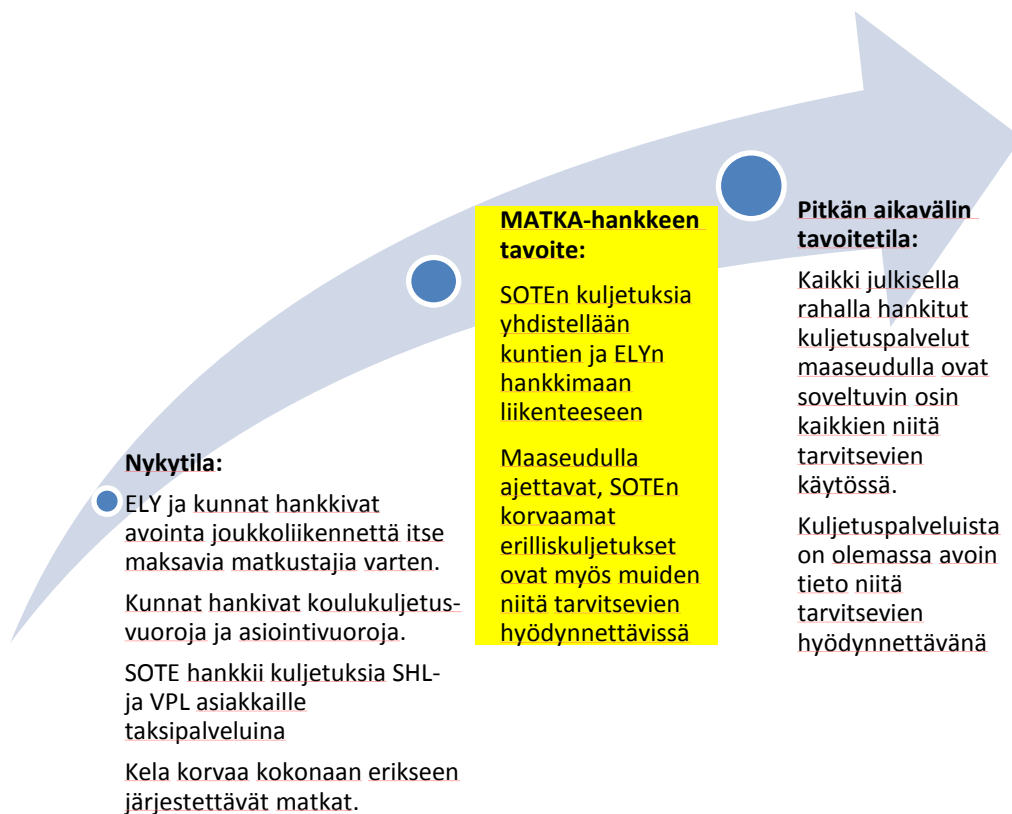 Nykytila:
ELY ja kunnat hankkivat
avointa joukkoliikennettä itse
maksavia matkustajia varten.
Kunnat hankivat koulukuljetus-
vuoroja ja asiointivuoroja.
SOTE hankkii kuljetuksia SHL-
ja VPL asiakkaille
taksipalveluina
Kela korvaa kokonaan erikseen
järjestettävät matkat.
MATKA-hankkeen
tavoite:
SOTEn kuljetuksia
yhdistellään
kuntien ja ELYn
hankkimaan
liikenteeseen
Maaseudulla
ajettavat, SOTEn
korvaamat
erilliskuljetukset
ovat myös muiden
niitä tarvitsevien
hyödynnettävissä
Pitkän aikavälin
tavoitetila:
Kaikki julkisella
rahalla hankitut
kuljetuspalvelut
maaseudulla ovat
soveltuvin osin
kaikkien niitä
tarvitsevien
käytössä.
Kuljetuspalveluista
on olemassa avoin
tieto niitä
tarvitsevien
hyödynnettävänä